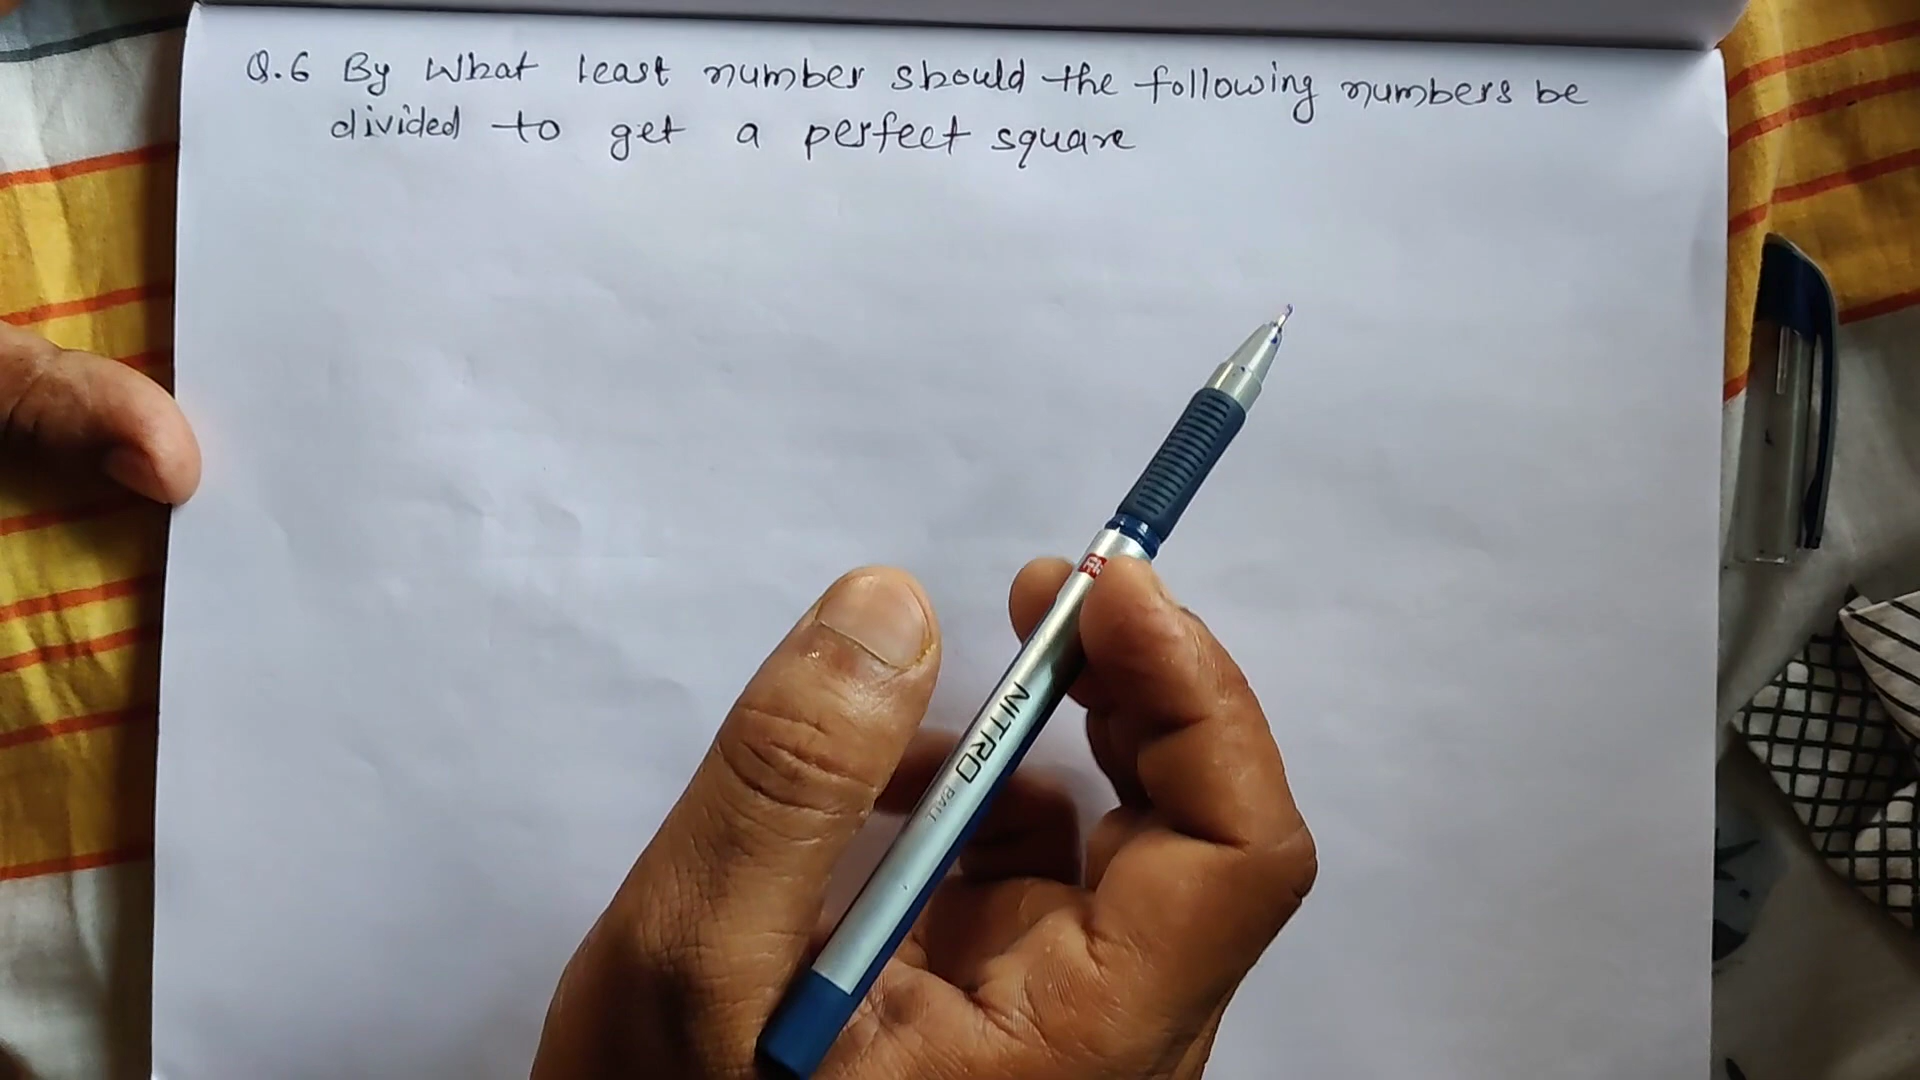 Q.6 By What least number should the following numbers be
divided to get a perfect square
NITRO BALL